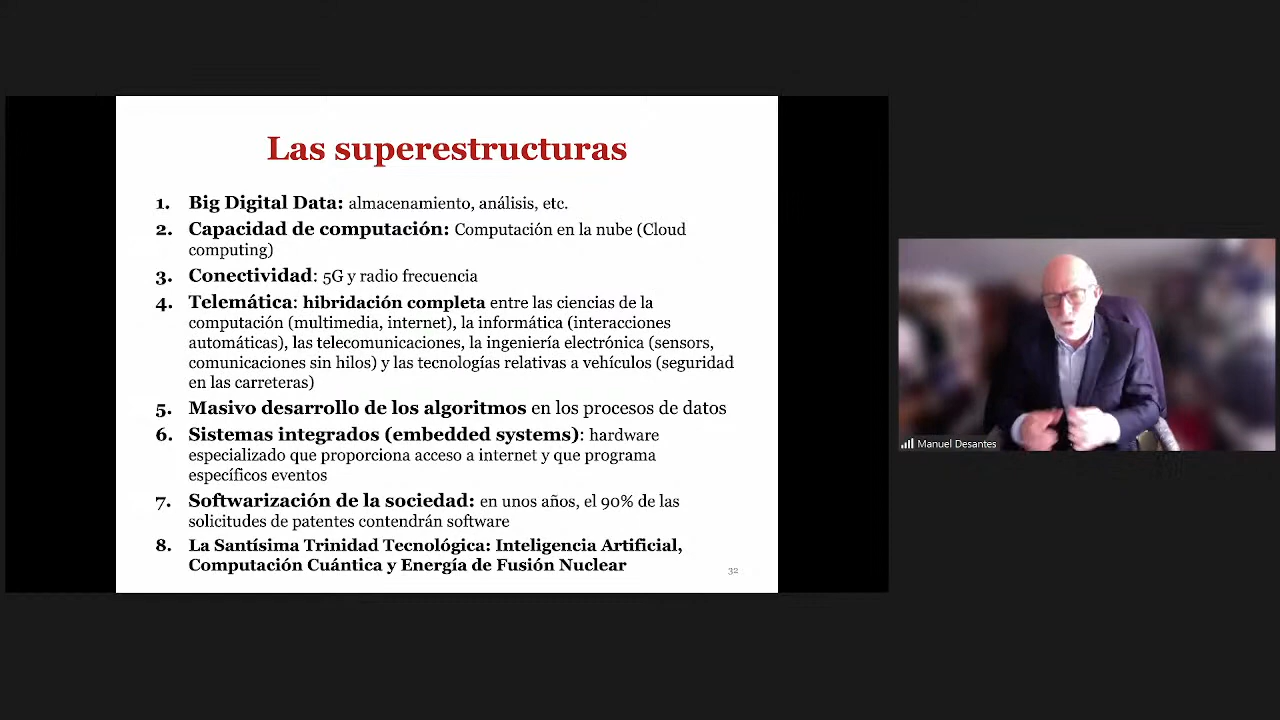 Las superestructuras
1. Big Digital Data: almacenamiento, análisis, etc.
2. Capacidad de computación: Computación en la nube (Cloud
computing)
3. Conectividad: 5G y radio frecuencia
4. Telemática: hibridación completa entre las ciencias de la
computación (multimedia, internet), la informática (interacciones
automáticas), las telecomunicaciones, la ingeniería electrónica (sensors,
comunicaciones sin hilos) y las tecnologías relativas a vehículos (seguridad
en las carreteras)
5. Masivo desarrollo de los algoritmos en los procesos de datos
6. Sistemas integrados (embedded systems): hardware
especializado que proporciona acceso a internet y que programa
específicos eventos
7. Softwarización de la sociedad: en unos años, el 90% de las
solicitudes de patentes contendrán software
8. La Santísima Trinidad Tecnológica: Inteligencia Artificial,
Computación Cuántica y Energía de Fusión Nuclear
32
Manuel Desantes